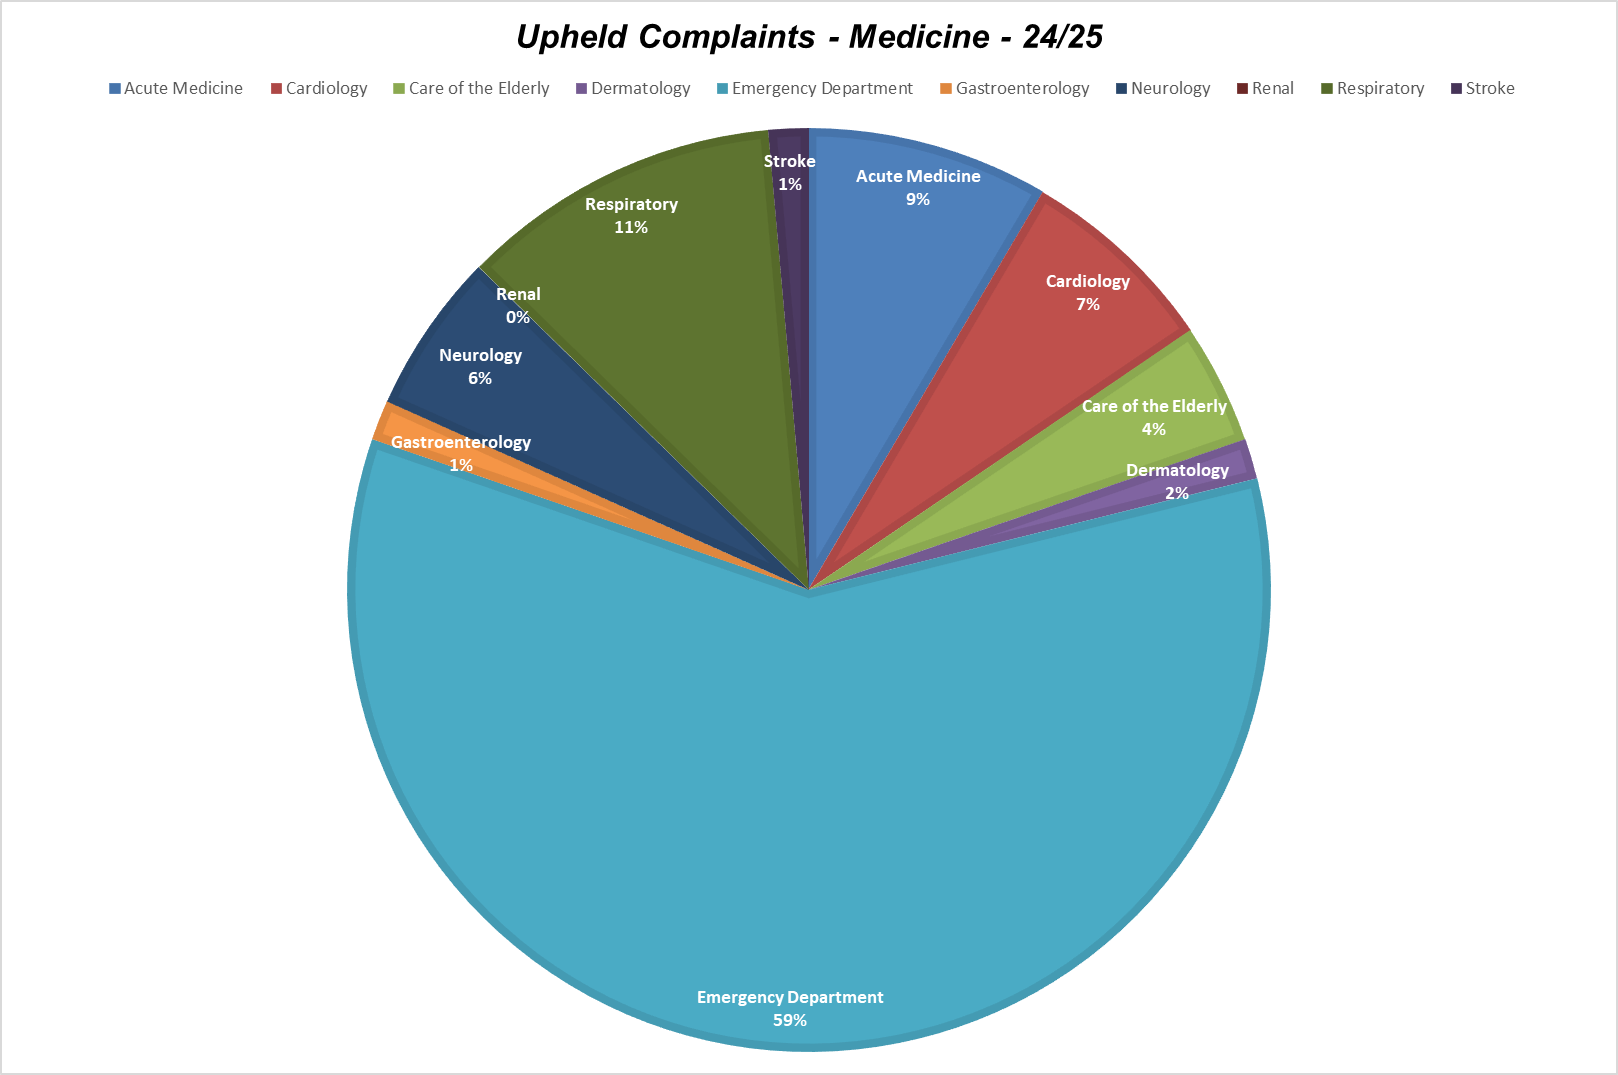 Upheld Complaints - Medicine - 24/25
Acute Medicine Cardiology Care of the Elderly Dermatology Emergency Department Gastroenterology Neurology Renal Respiratory Stroke
Stroke
1%
Acute Medicine
9%
Respiratory
11%
Cardiology
7%
Renal
0%
Neurology
6%
Care of the Elderly
4%
Gastroenterology
1%
Dermatology
2%
Emergency Department
59%